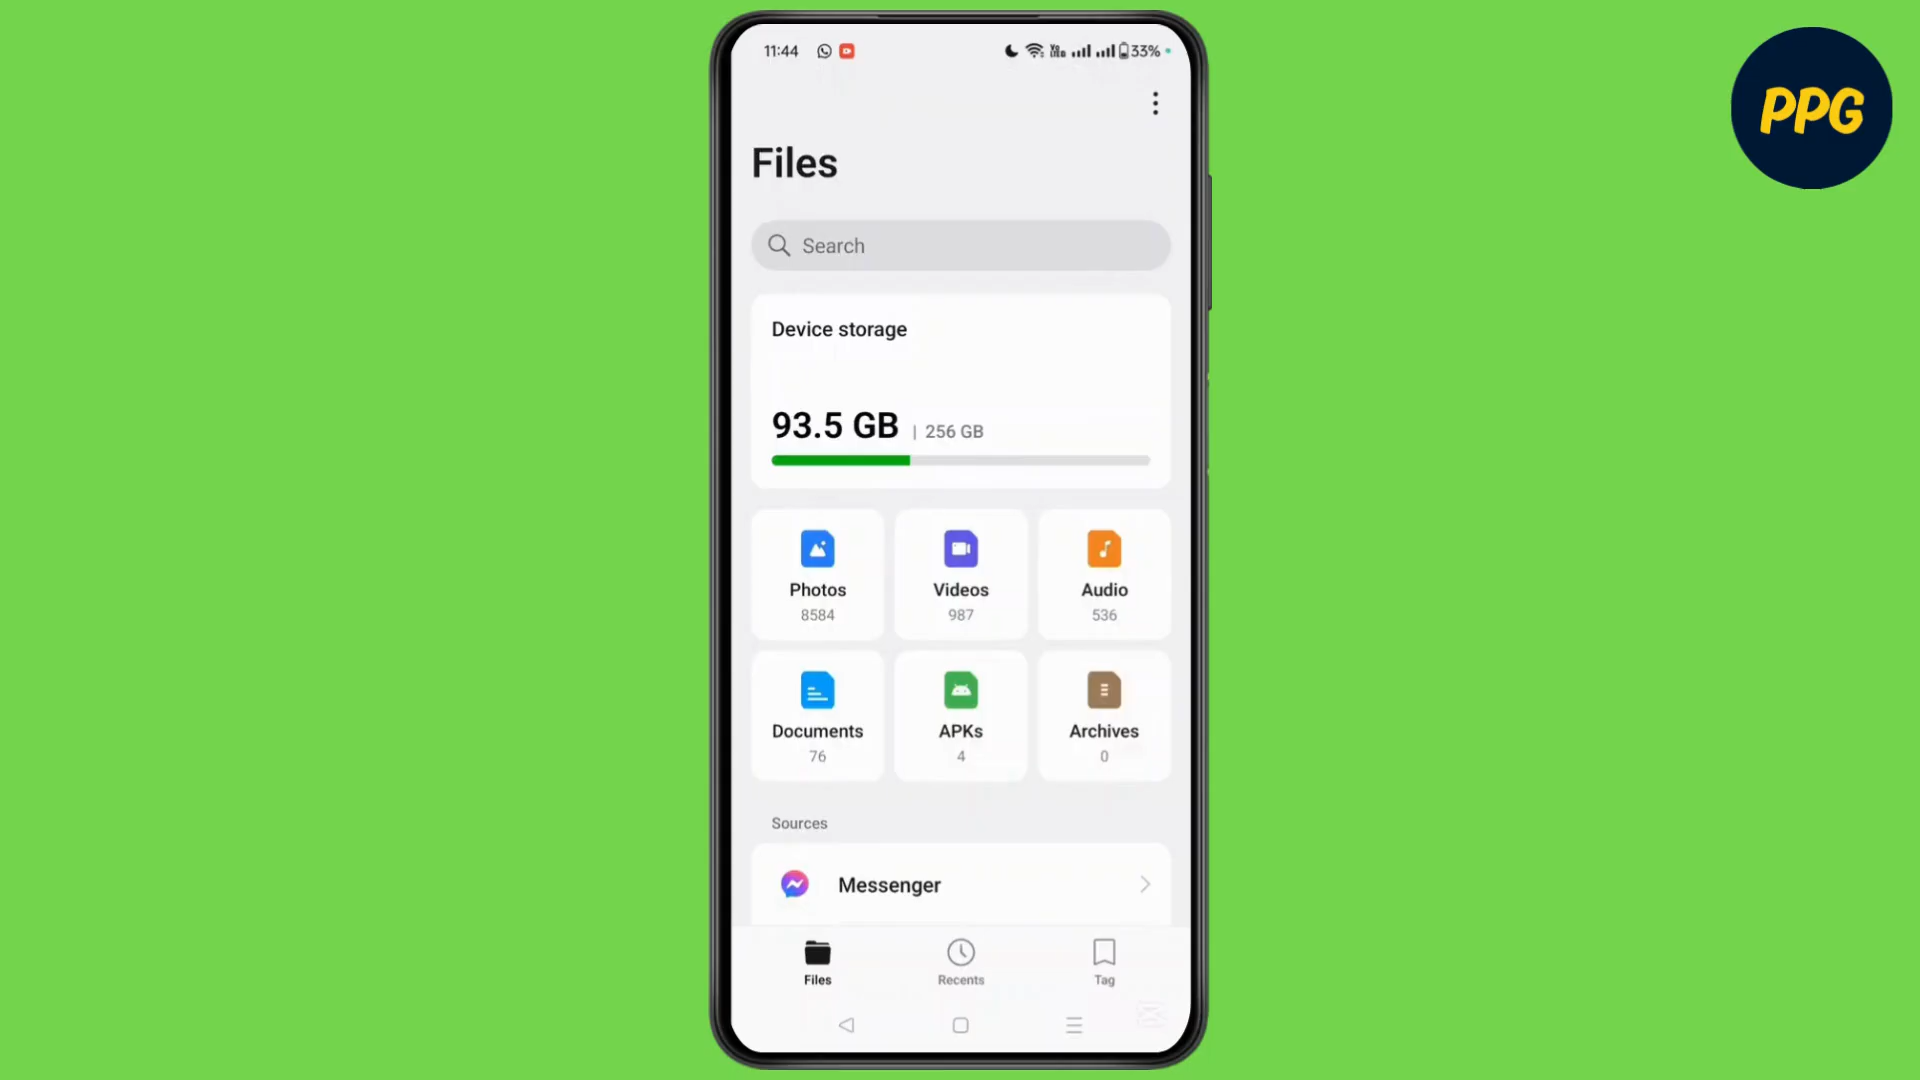 11:44
33%
PPG
Files
Search
Device storage
93.5 GB | 256 GB
Photos
8584
Videos
987
Audio
536
Documents
76
APKs
4
Archives
0
Sources
Messenger
Files
Recents
Tag